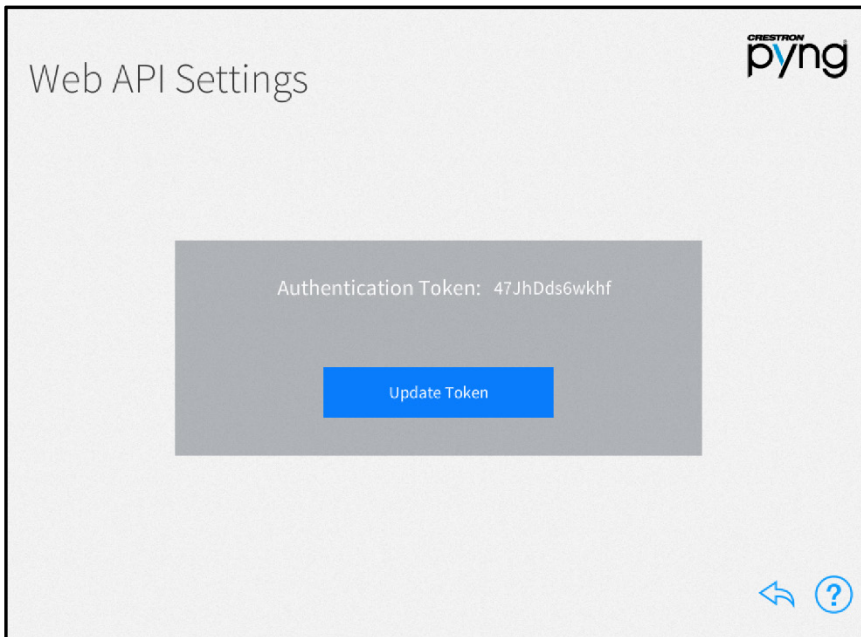 CRESTRON
pyng
Web API Settings
Authentication Token: 47JhDds6wkhf
Update Token
?